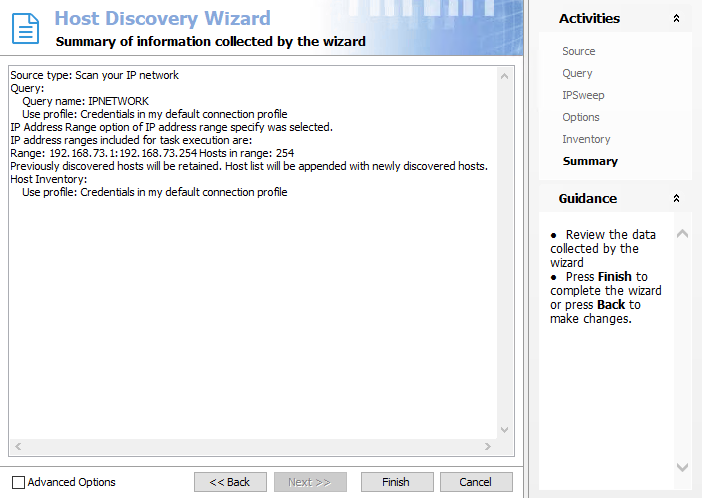 Host Discovery Wizard
Summary of information collected by the wizard
Source type: Scan your IP network
Query:
Query name: IPNETWORK
Use profile: Credentials in my default connection profile
IP Address Range option of IP address range specify was selected.
IP address ranges included for task execution are:
Range: 192.168.73.1:192.168.73.254 Hosts in range: 254
Previously discovered hosts will be retained. Host list will be appended with newly discovered hosts.
Host Inventory:
Use profile: Credentials in my default connection profile
Advanced Options
<< Back
Next >>
Finish
Cancel
Activities
Source
Query
IPSweep
Options
Inventory
Summary
Guidance
● Review the data
collected by the
wizard
● Press Finish to
complete the wizard
or press Back to
make changes.